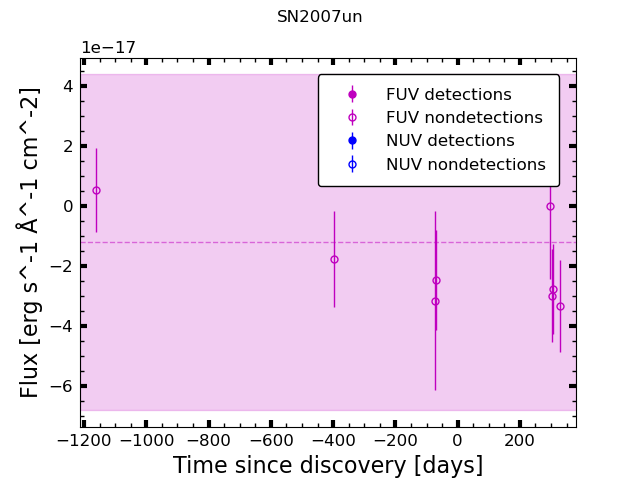 SN2007un
1e−17
FUV detections
FUV nondetections
NUV detections
NUV nondetections
4
2
0
−2
−4
−6
Flux [erg s^-1 Å^-1 cm^-2]
−1200 −1000 −800 −600 −400 −200 0 200
Time since discovery [days]